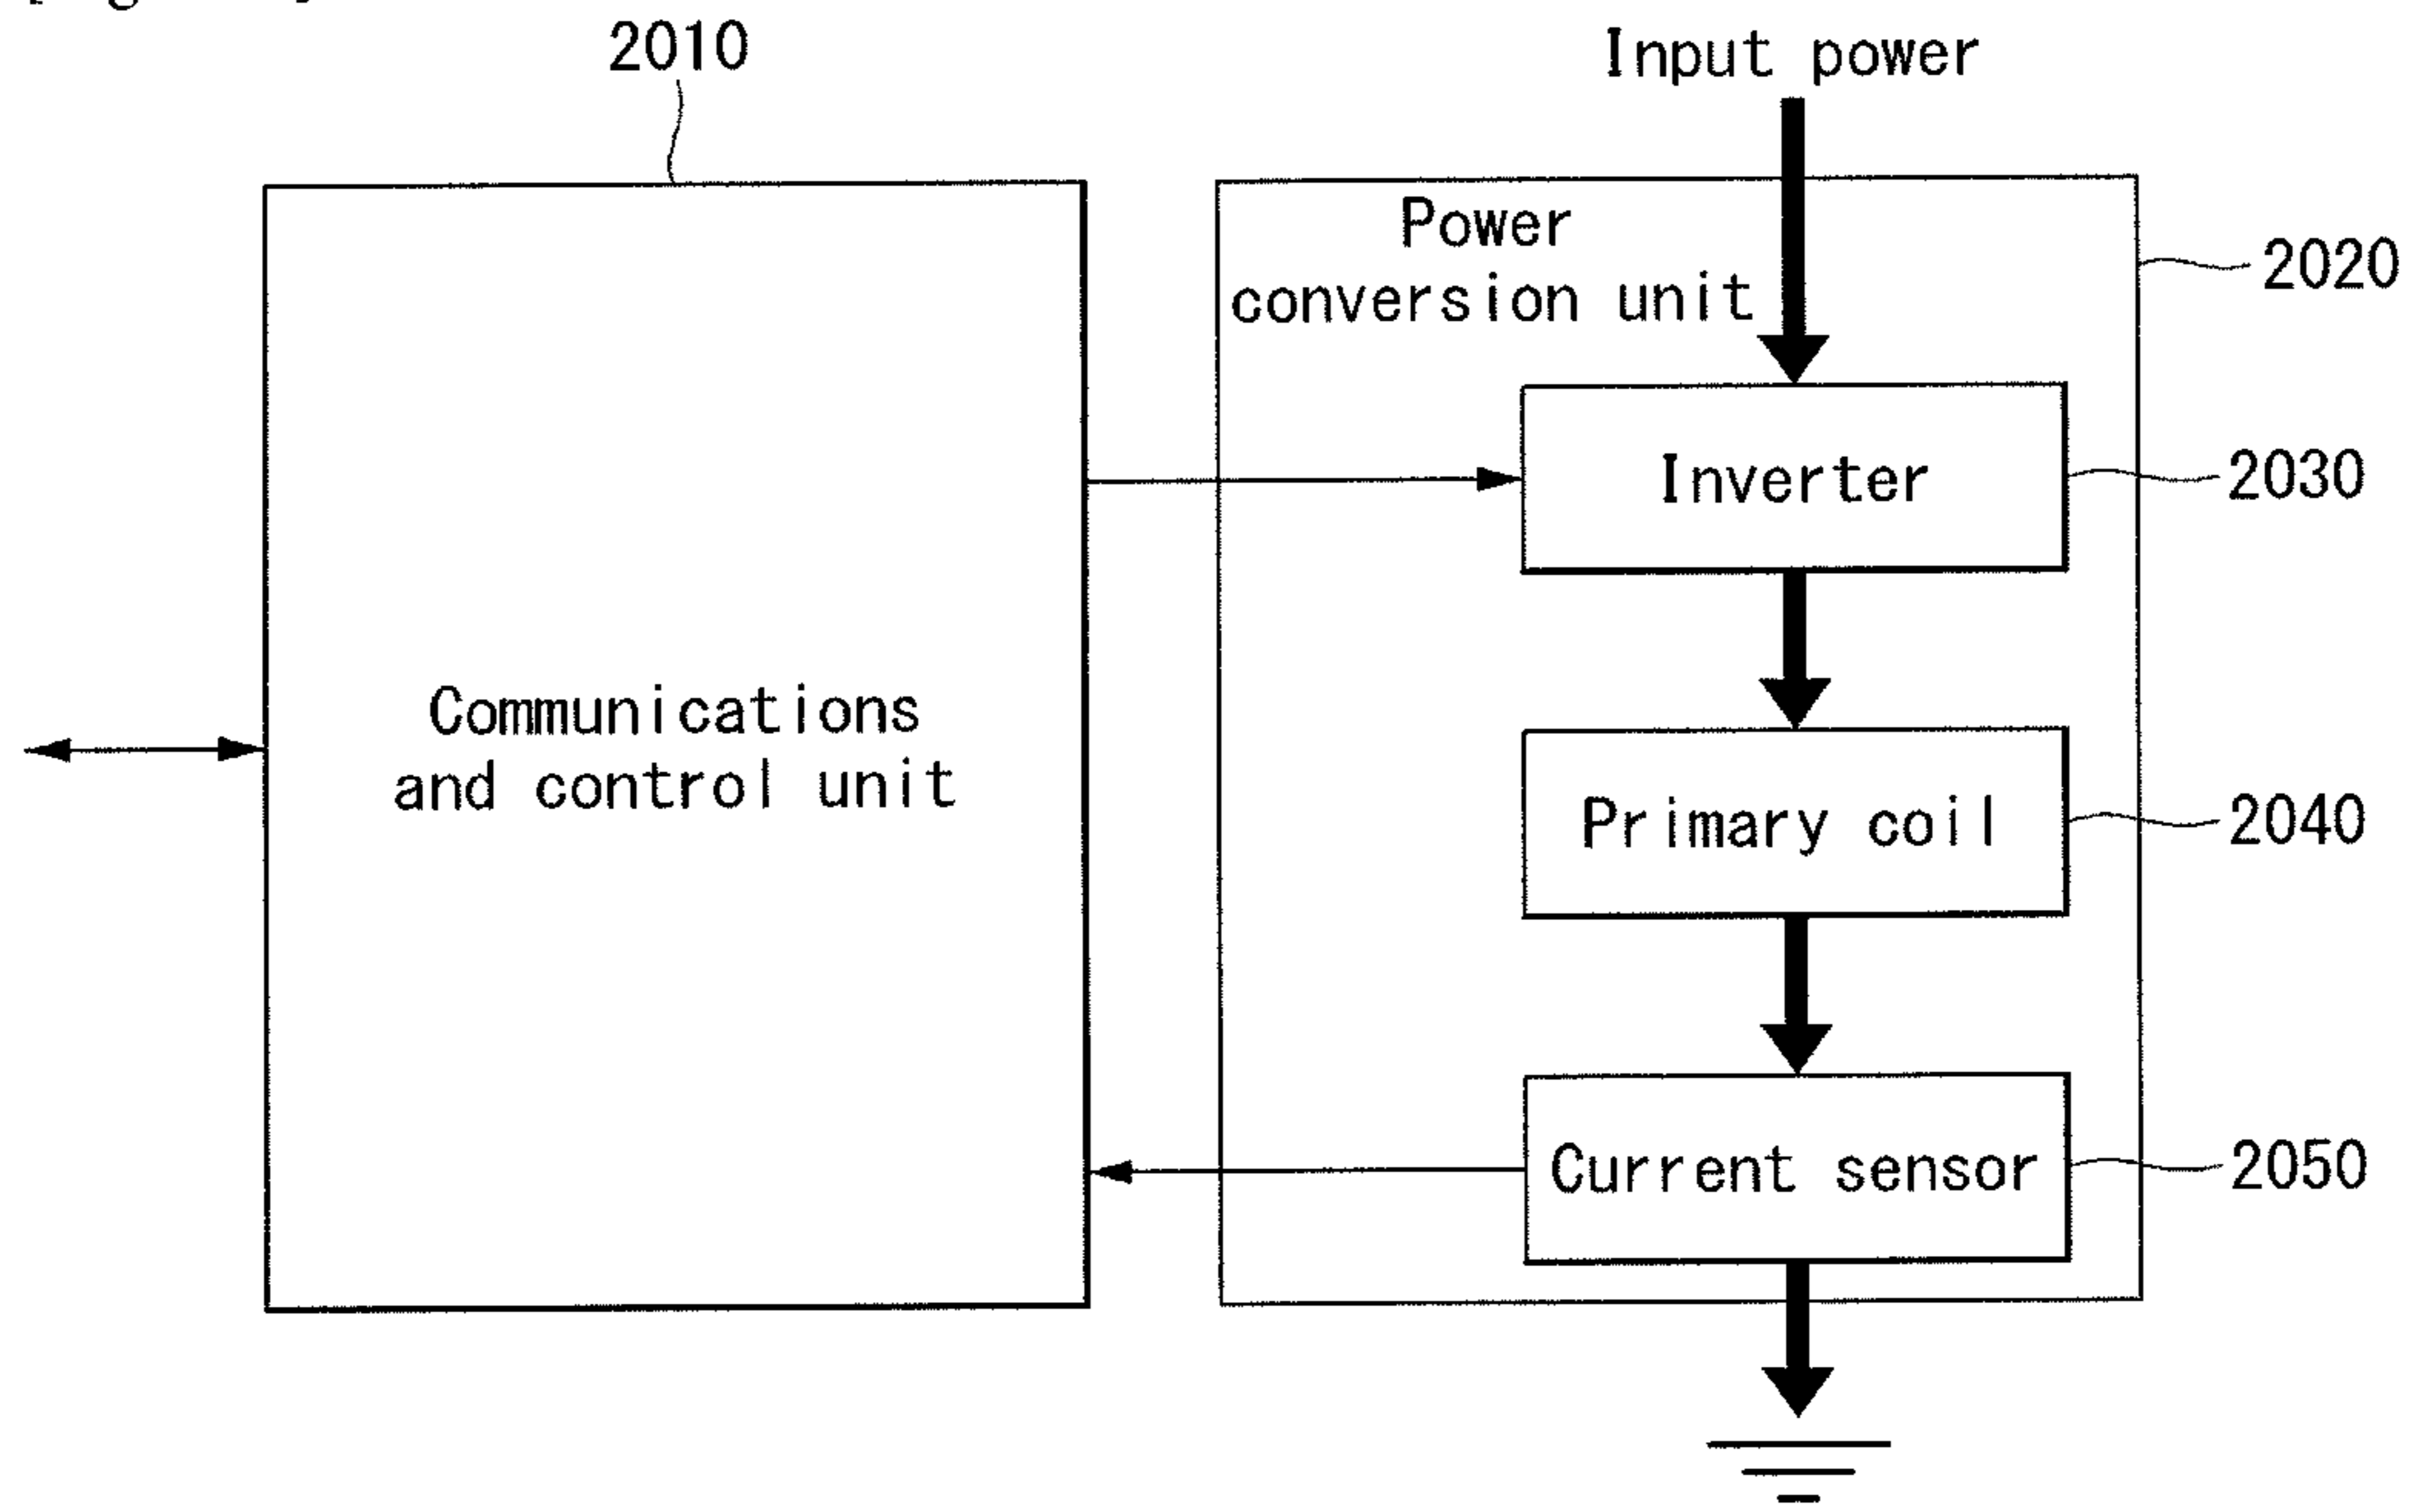 2010
Input power
Power
conversion unit
2020
Inverter
2030
Communications
and control unit
Primary coil
2040
Current sensor
2050